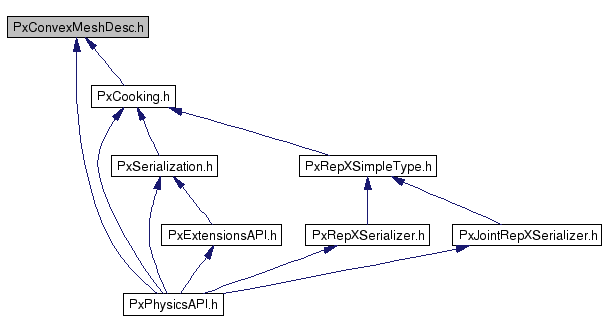 PxConvexMeshDesc.h
PxCooking.h
PxSerialization.h
PxRepXSimpleType.h
PxExtensionsAPI.h
PxRepXSerializer.h
PxJointRepXSerializer.h
PxPhysicsAPI.h